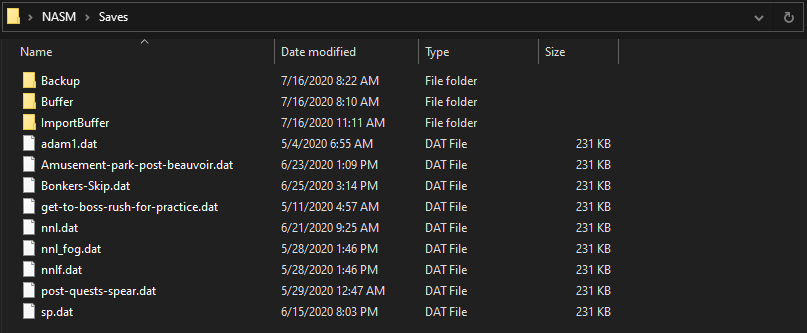 NASM > Saves
Name Date modified Type Size
Backup 7/16/2020 8:22 AM File folder
Buffer 7/16/2020 8:10 AM File folder
ImportBuffer 7/16/2020 11:11 AM File folder
adam1.dat 5/4/2020 6:55 AM DAT File 231 KB
Amusement-park-post-beauvoir.dat 6/23/2020 1:09 PM DAT File 231 KB
Bonkers-Skip.dat 6/25/2020 3:14 PM DAT File 231 KB
get-to-boss-rush-for-practice.dat 5/11/2020 4:57 AM DAT File 231 KB
nnl.dat 6/21/2020 9:25 AM DAT File 231 KB
nnl_fog.dat 5/28/2020 1:46 PM DAT File 231 KB
nnlf.dat 5/28/2020 1:46 PM DAT File 231 KB
post-quests-spear.dat 5/29/2020 12:47 AM DAT File 231 KB
sp.dat 6/15/2020 8:03 PM DAT File 231 KB